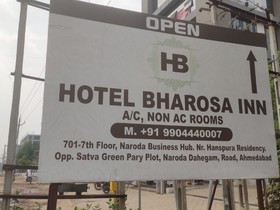 OPEN
HB
HOTEL BHAROSA INN
A/C, NON AC ROOMS
M. +91 9904440007
701-7th Floor, Naroda Business Hub. Nr. Hanspura Residency.
Opp. Satva Green Pary Plot, Naroda Dahegam, Road, Ahmedabad